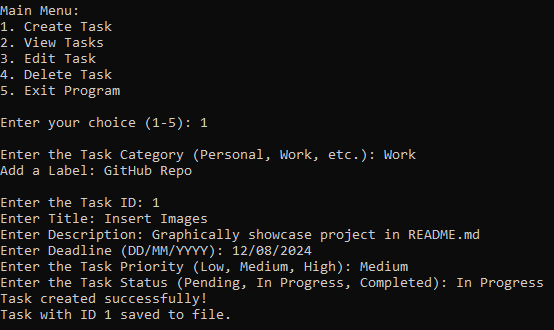 Main Menu:
1. Create Task
2. View Tasks
3. Edit Task
4. Delete Task
5. Exit Program
Enter your choice (1-5): 1
Enter the Task Category (Personal, Work, etc.): Work
Add a Label: GitHub Repo
Enter the Task ID: 1
Enter Title: Insert Images
Enter Description: Graphically showcase project in README.md
Enter Deadline (DD/MM/YYYY): 12/08/2024
Enter the Task Priority (Low, Medium, High): Medium
Enter the Task Status (Pending, In Progress, Completed): In Progress
Task created successfully!
Task with ID 1 saved to file.